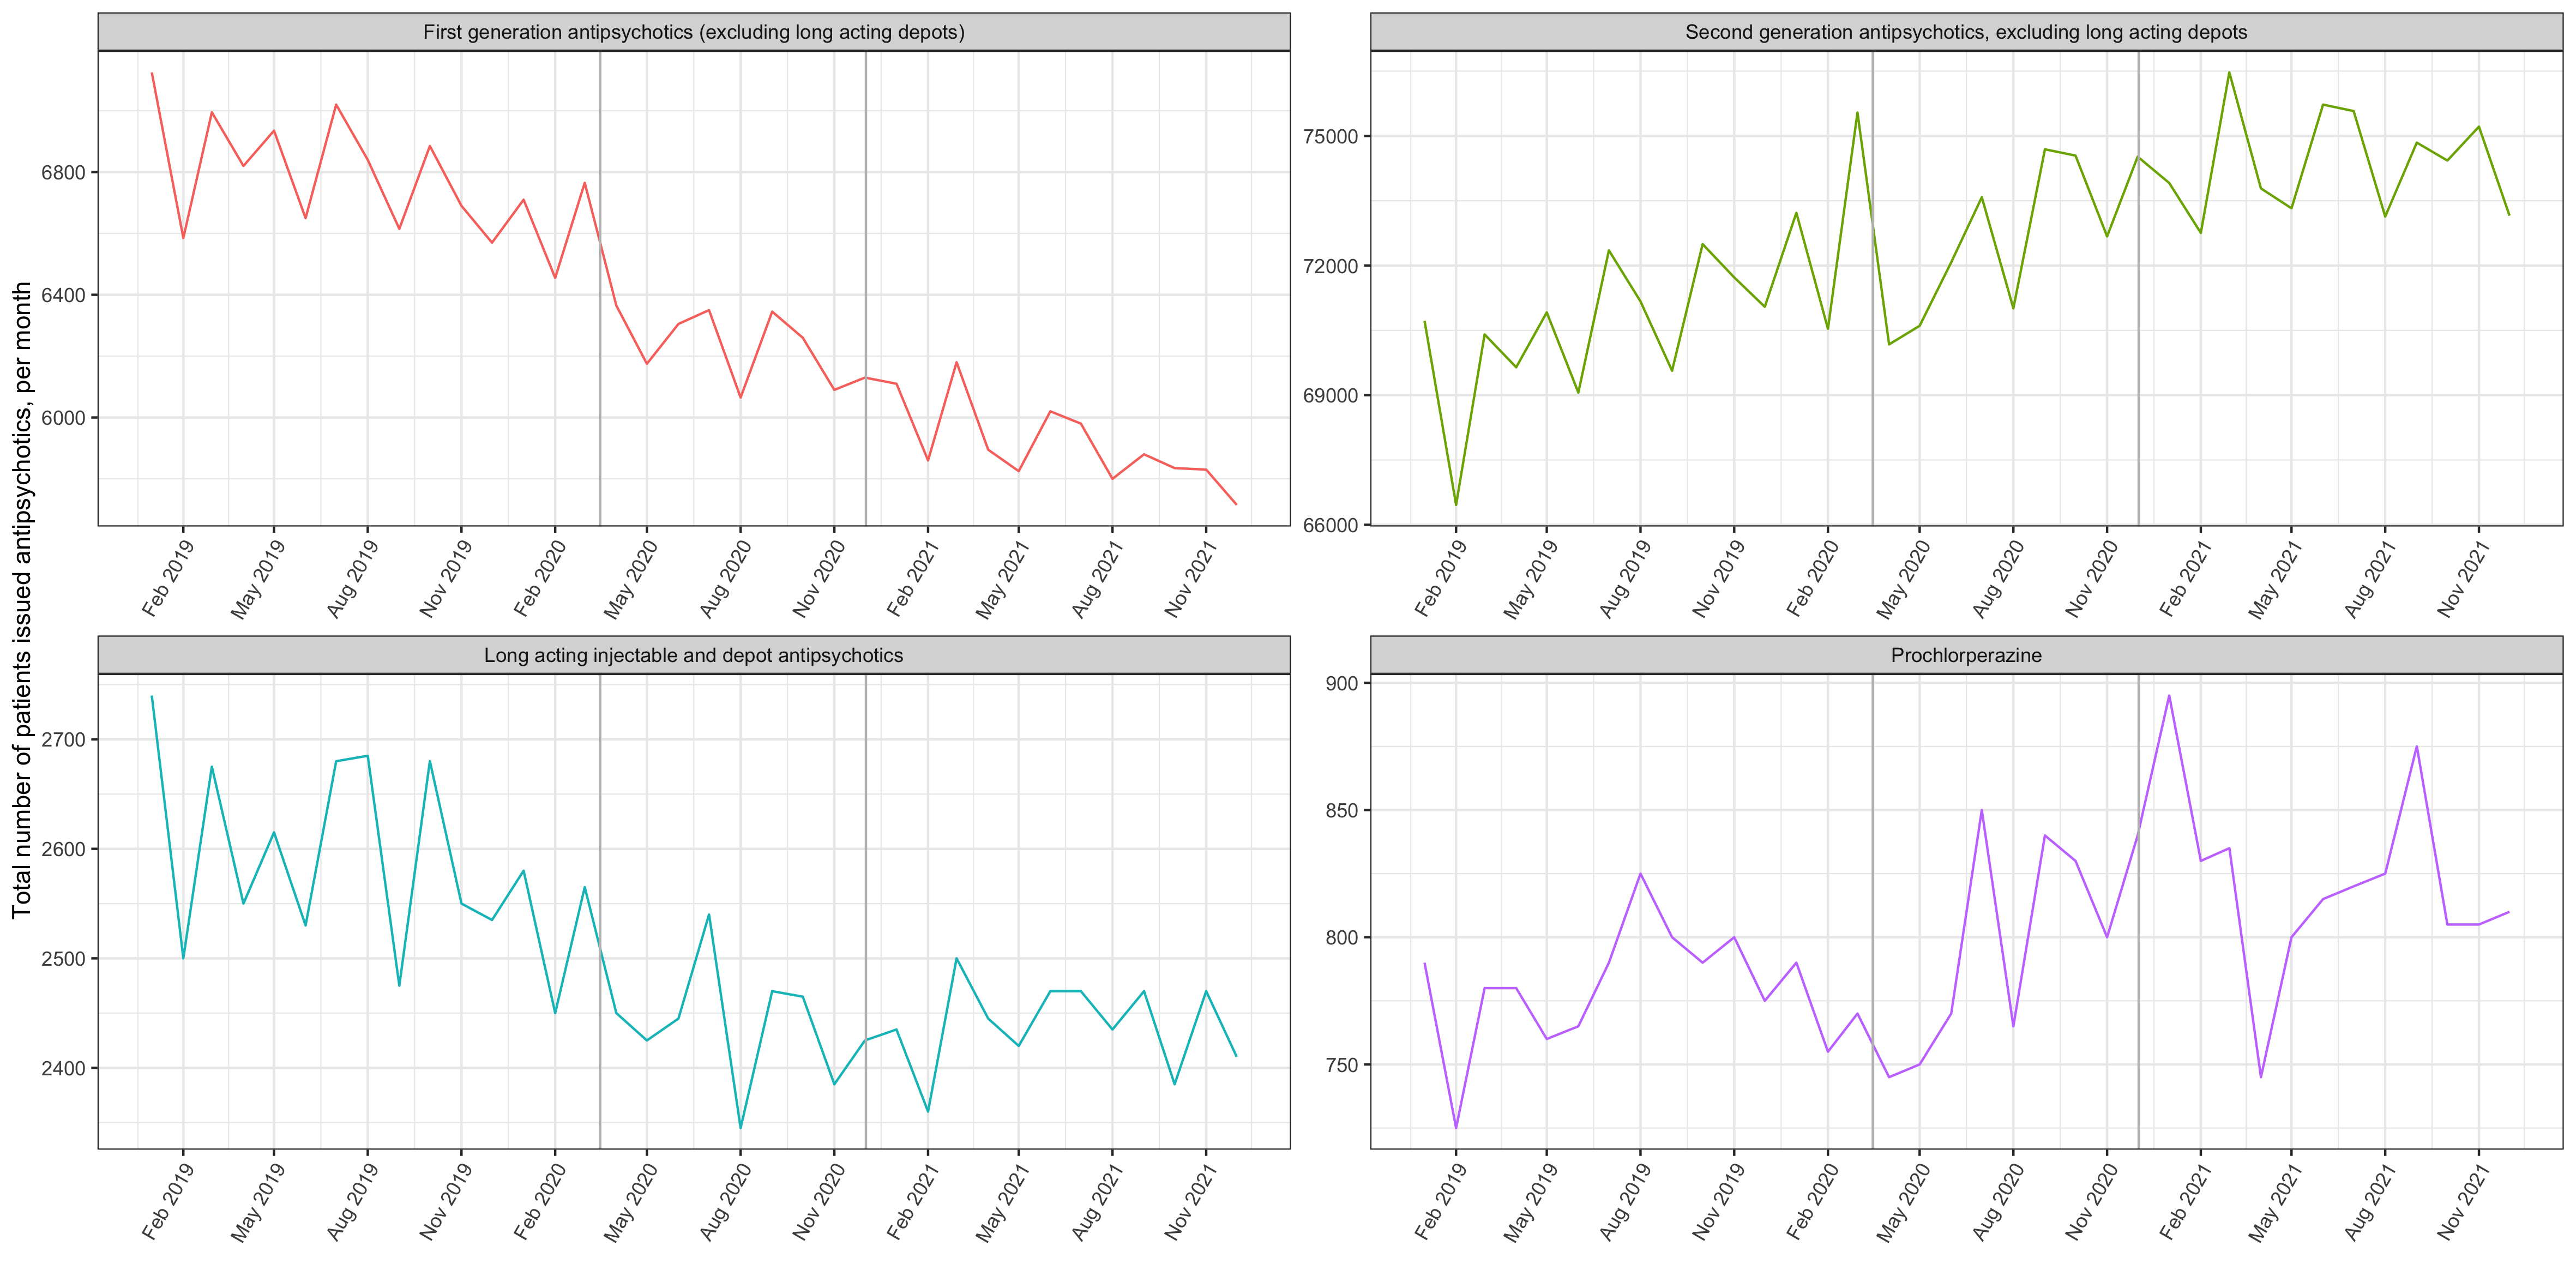 Total number of patients issued antipsychotics, per month
First generation antipsychotics (excluding long acting depots)
6800
6400
6000
Feb 2019
May 2019
Aug 2019
Nov 2019
Feb 2020
May 2020
Aug 2020
Nov 2020
Feb 2021
May 2021
Aug 2021
Nov 2021
Second generation antipsychotics, excluding long acting depots
75000
72000
69000
66000
Feb 2019
May 2019
Aug 2019
Nov 2019
Feb 2020
May 2020
Aug 2020
Nov 2020
Feb 2021
May 2021
Aug 2021
Nov 2021
Long acting injectable and depot antipsychotics
2700
2600
2500
2400
Feb 2019
May 2019
Aug 2019
Nov 2019
Feb 2020
May 2020
Aug 2020
Nov 2020
Feb 2021
May 2021
Aug 2021
Nov 2021
Prochlorperazine
900
850
800
750
Feb 2019
May 2019
Aug 2019
Nov 2019
Feb 2020
May 2020
Aug 2020
Nov 2020
Feb 2021
May 2021
Aug 2021
Nov 2021